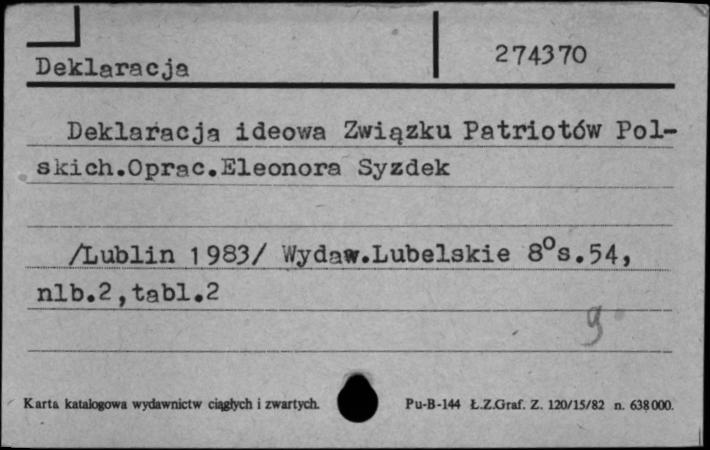 Deklaracja
274370
Deklaracja ideowa Związku Patriotów Pol-
skich.Oprac.Eleonora Syzdek
/Lublin 1983/ Wydaw.Lubelskie 8°s.54,
nlb.2,tabl.2
g
Karta katalogowa wydawnictw ciągłych i zwartych. Pu-B-144 Ł.Z.Graf. Z. 120/15/82 n. 638000.